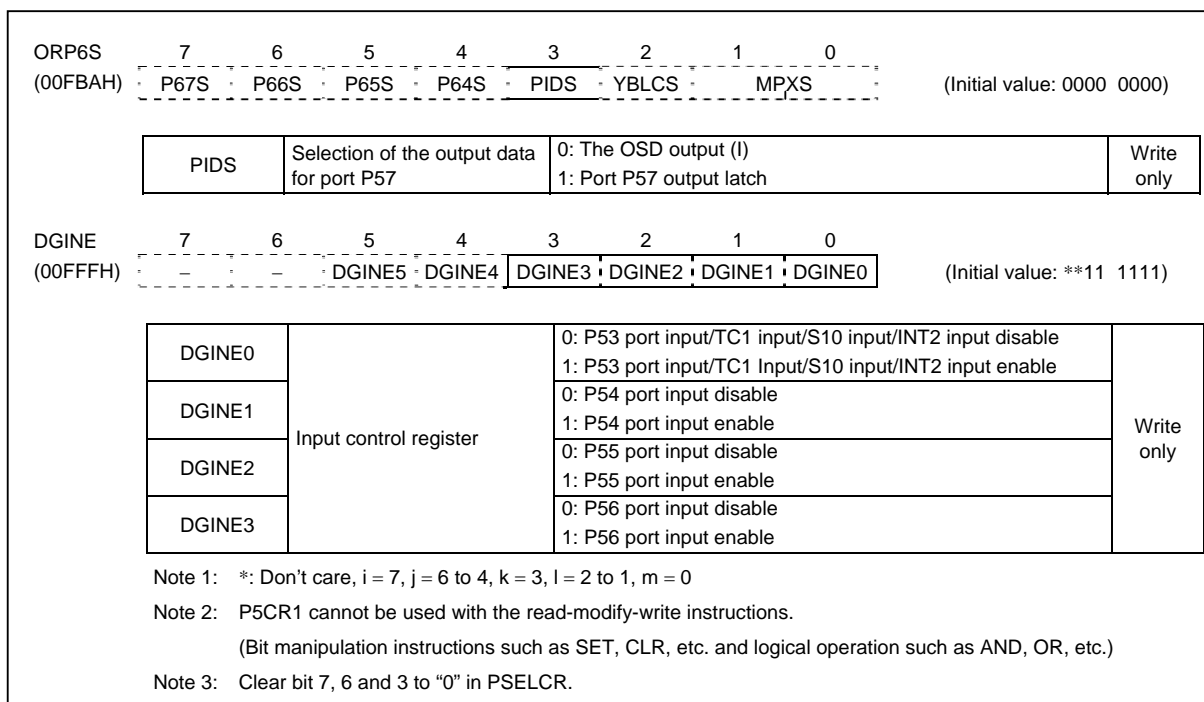 ORP6S 7 6 5 4 3 2 1 0
(00FBAH) P67S P66S P65S P64S PIDS YBLCS MPXS (Initial value: 0000 0000)
PIDS Selection of the output data for port P57 0: The OSD output (I) Write only
1: Port P57 output latch
DGINE 7 6 5 4 3 2 1 0
(00FFFH) – – DGINE5 DGINE4 DGINE3 DGINE2 DGINE1 DGINE0 (Initial value: **11 1111)
DGINE0 Input control register 0: P53 port input/TC1 input/S10 input/INT2 input disable Write only
1: P53 port input/TC1 Input/S10 input/INT2 input enable
DGINE1 0: P54 port input disable
1: P54 port input enable
DGINE2 0: P55 port input disable
1: P55 port input enable
DGINE3 0: P56 port input disable
1: P56 port input enable
Note 1: *: Don't care, i = 7, j = 6 to 4, k = 3, l = 2 to 1, m = 0
Note 2: P5CR1 cannot be used with the read-modify-write instructions.
(Bit manipulation instructions such as SET, CLR, etc. and logical operation such as AND, OR, etc.)
Note 3: Clear bit 7, 6 and 3 to “0” in PSELCR.